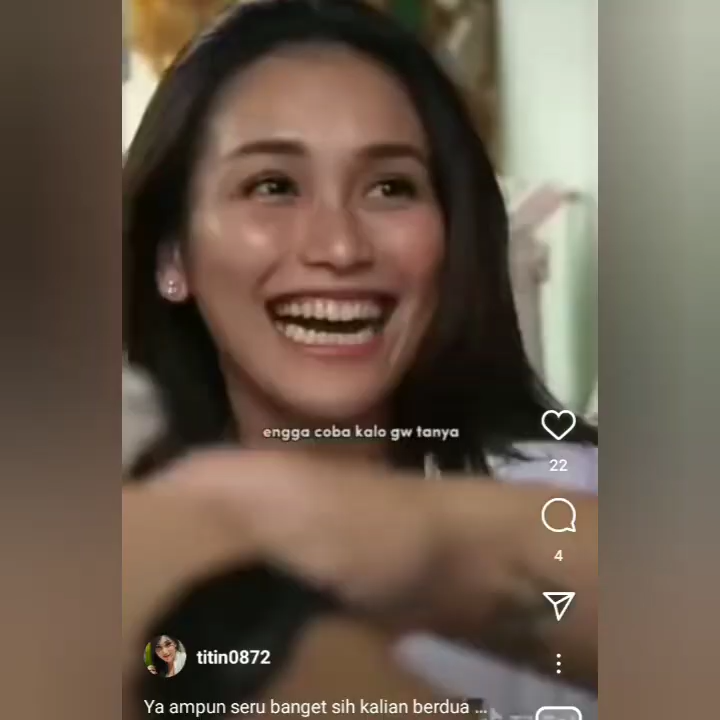 engga coba kalo gw tanya
22
4
titin0872
Ya ampun seru banget sih kalian berdua ...